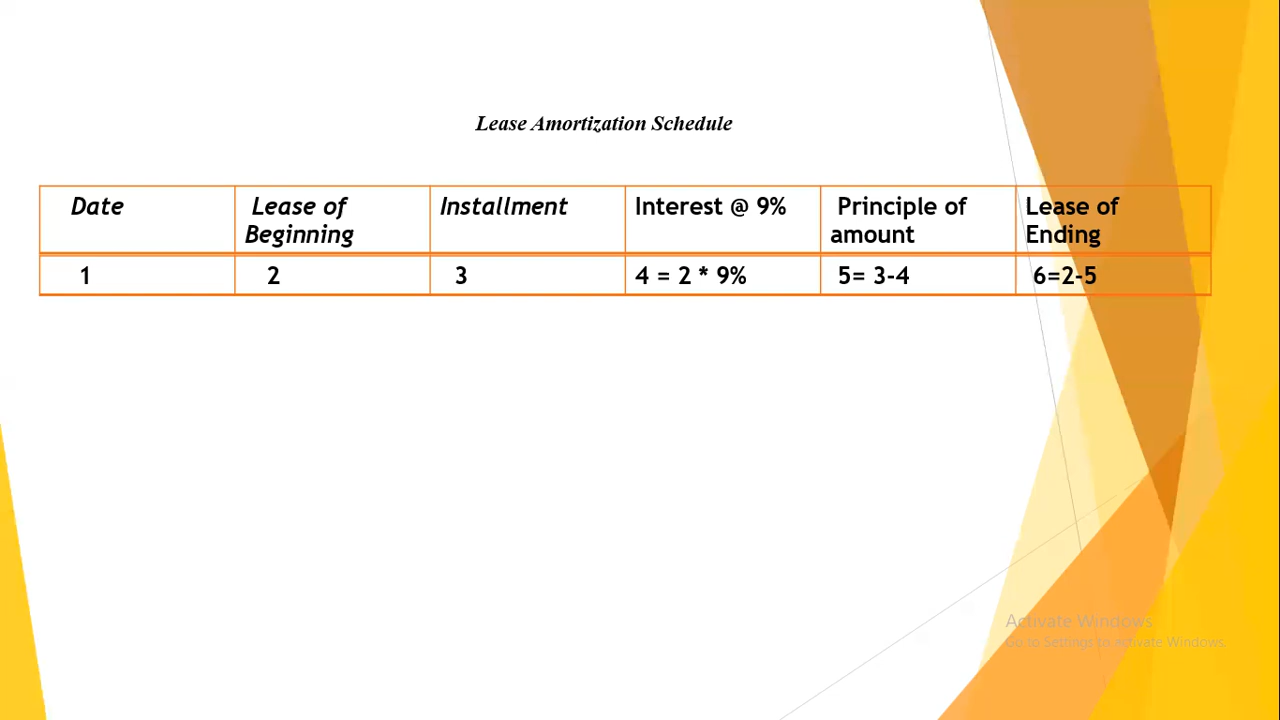 Lease Amortization Schedule
Date Lease of Beginning Installment Interest @ 9% Principle of amount Lease of Ending
1 2 3 4 = 2 * 9% 5= 3-4 6=2-5
Activate Windows
Go to Settings to activate Windows.